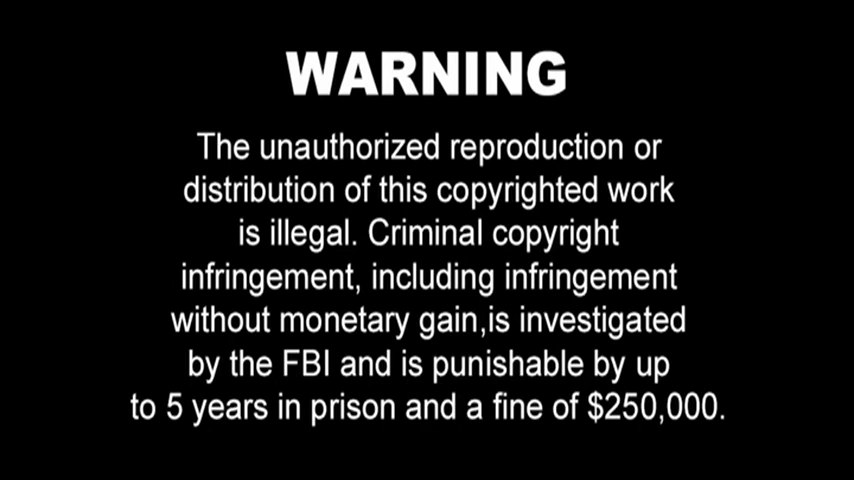 WARNING
The unauthorized reproduction or
distribution of this copyrighted work
is illegal. Criminal copyright
infringement, including infringement
without monetary gain,is investigated
by the FBI and is punishable by up
to 5 years in prison and a fine of $250,000.